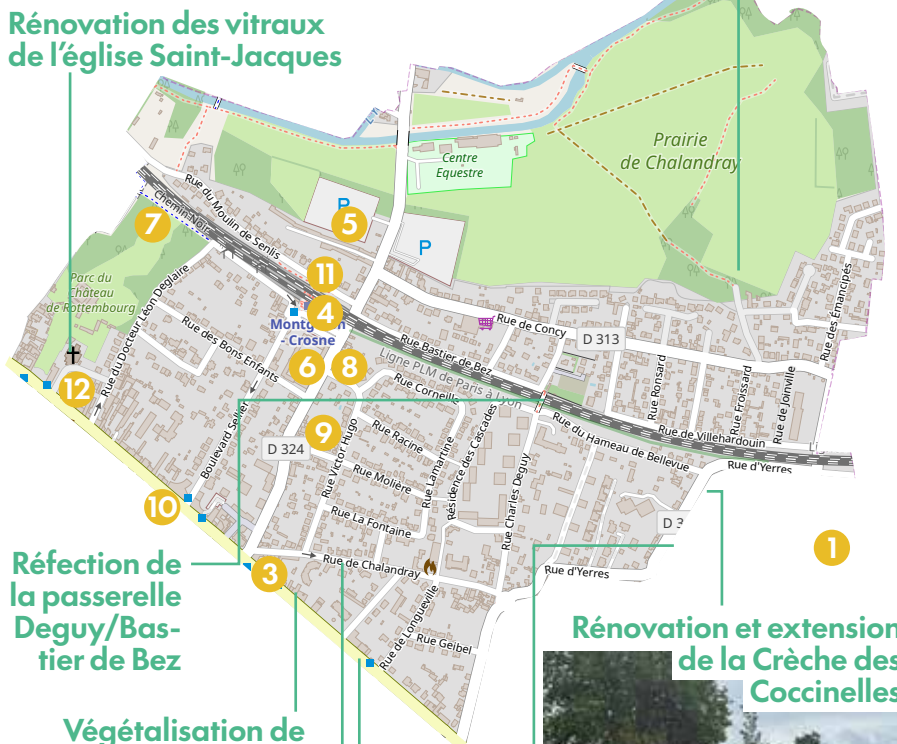 Rénovation des vitraux
de l'église Saint-Jacques
Prairie
de Chalandray
Centre
Equestre
P
5
P
7
Rue du Moulin de Senlis
Chemin Noir
11
Parc du
Château
de Rottembourg
Rue du Docteur Léon Deglaire
4
Crosne
Rue de Concy
D 313
Rue des Émancipés
Rue Bastier de Bez
Ligne PLM de Paris à Lyon
Rue des Bons Enfants
6
8
12
Rue Corneille
Rue Ronsard
Rue Froissard
Rue de Joinville
Boulevard Sellier
9
D 324
Rue Victor Hugo
Rue Racine
Rue Lamartine
Résidence des Cascades
Rue du Hameau de Bellevue
Rue de Villehardouin
Rue d'Yerres
Rue Molière
Rue Charles Deguy
10
Rue La Fontaine
D 3
1
Réfection de
la passerelle
Deguy/Bas-
tier de Bez
3
Rue de Chalandray
Rue d'Yerres
Rue de Longueville
Rue Geibel
Rénovation et extension
de la Crèche des
Coccinelles
Végétalisation de